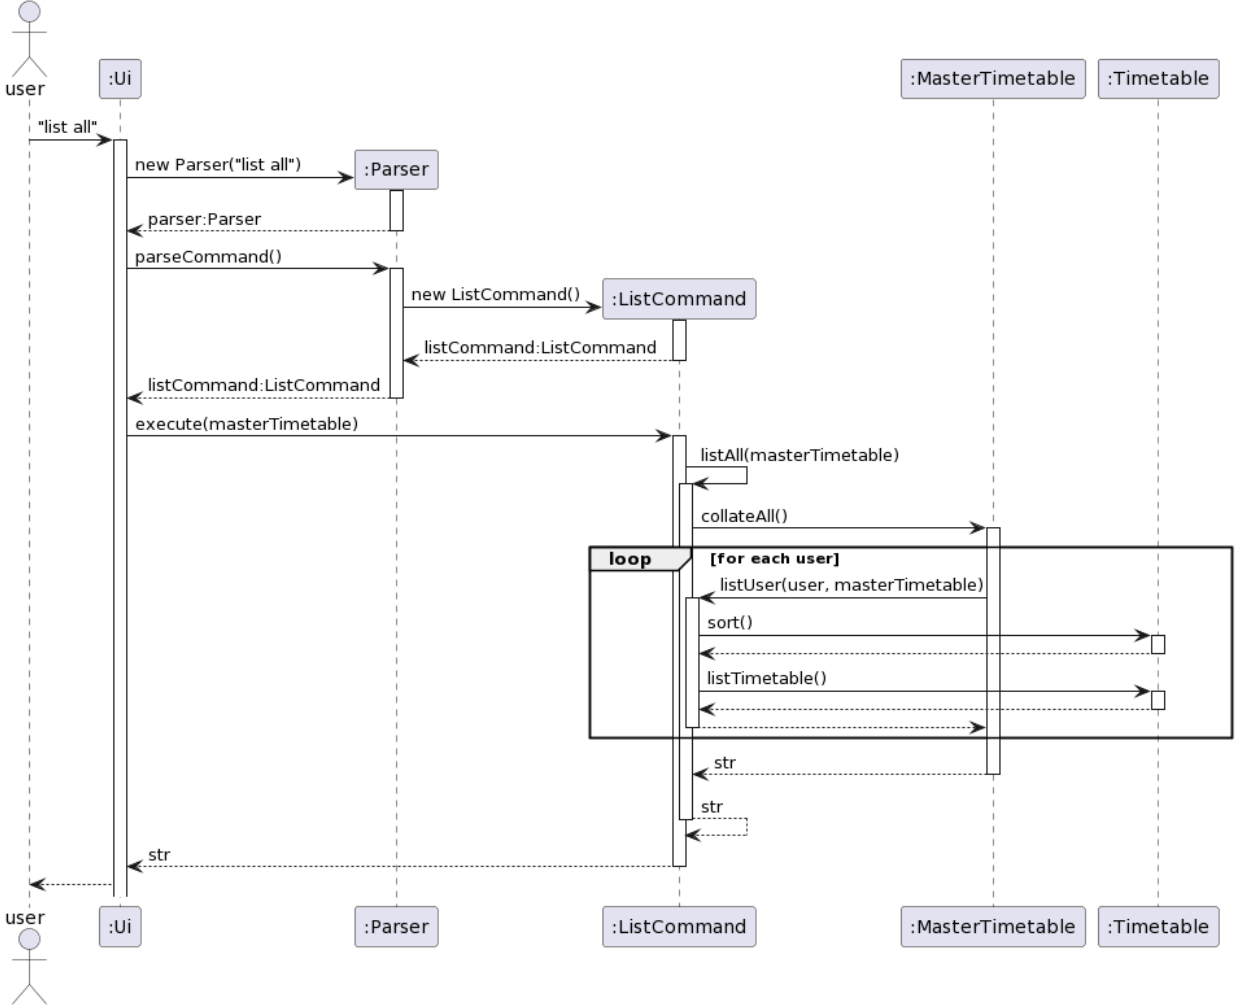 user
:Ui
:MasterTimetable
:Timetable
"list all"
new Parser("list all")
:Parser
parser:Parser
parseCommand()
new ListCommand()
:ListCommand
listCommand:ListCommand
listCommand:ListCommand
execute(masterTimetable)
listAll(masterTimetable)
collateAll()
loop
[for each user]
listUser(user, masterTimetable)
sort()
listTimetable()
str
str
str
user
:Ui
:Parser
:ListCommand
:MasterTimetable
:Timetable